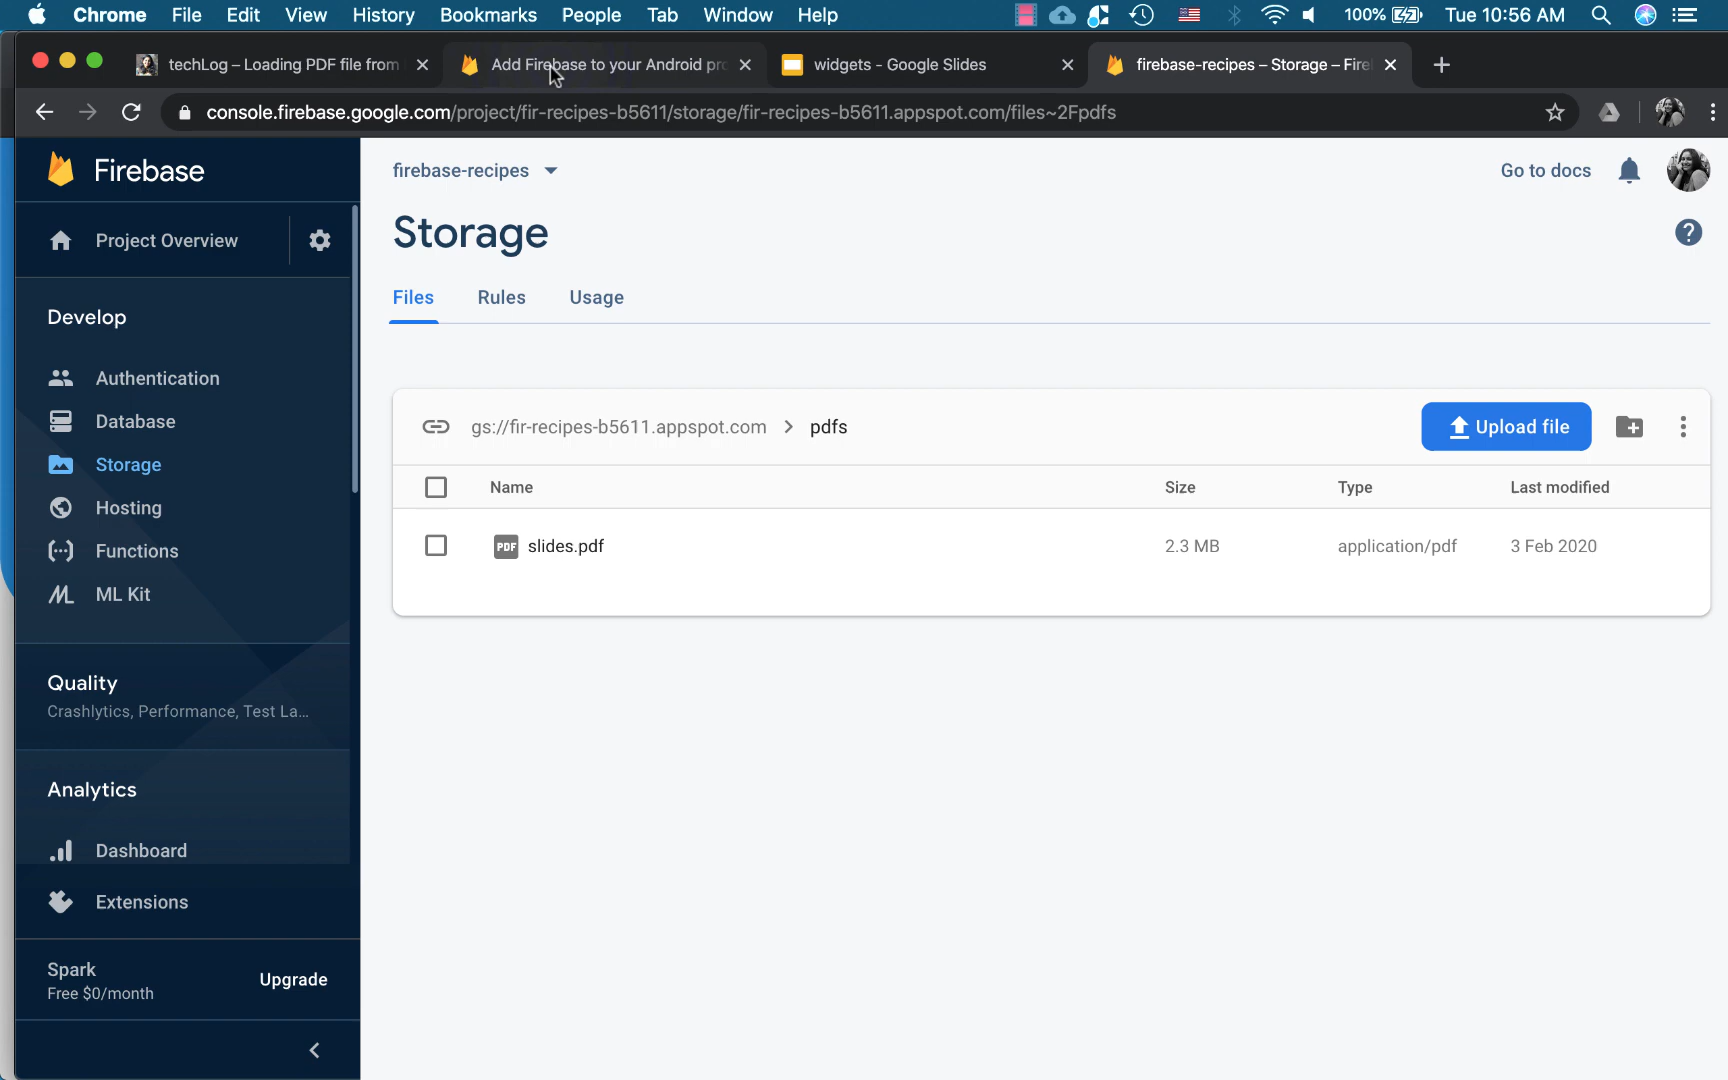 Chrome File Edit View History Bookmarks People Tab Window Help 100% Tue 10:56 AM
techLog – Loading PDF file from
Add Firebase to your Android pro
widgets - Google Slides
firebase-recipes – Storage – Fire
console.firebase.google.com/project/fir-recipes-b5611/storage/fir-recipes-b5611.appspot.com/files~2Fpdfs
Firebase
firebase-recipes
Go to docs
Project Overview
Storage
Files Rules Usage
Develop
Authentication
Database
Storage
Hosting
Functions
ML Kit
Quality
Crashlytics, Performance, Test La...
Analytics
Dashboard
Extensions
Spark
Free $0/month
Upgrade
gs://fir-recipes-b5611.appspot.com > pdfs
Upload file
Name Size Type Last modified
PDF slides.pdf 2.3 MB application/pdf 3 Feb 2020